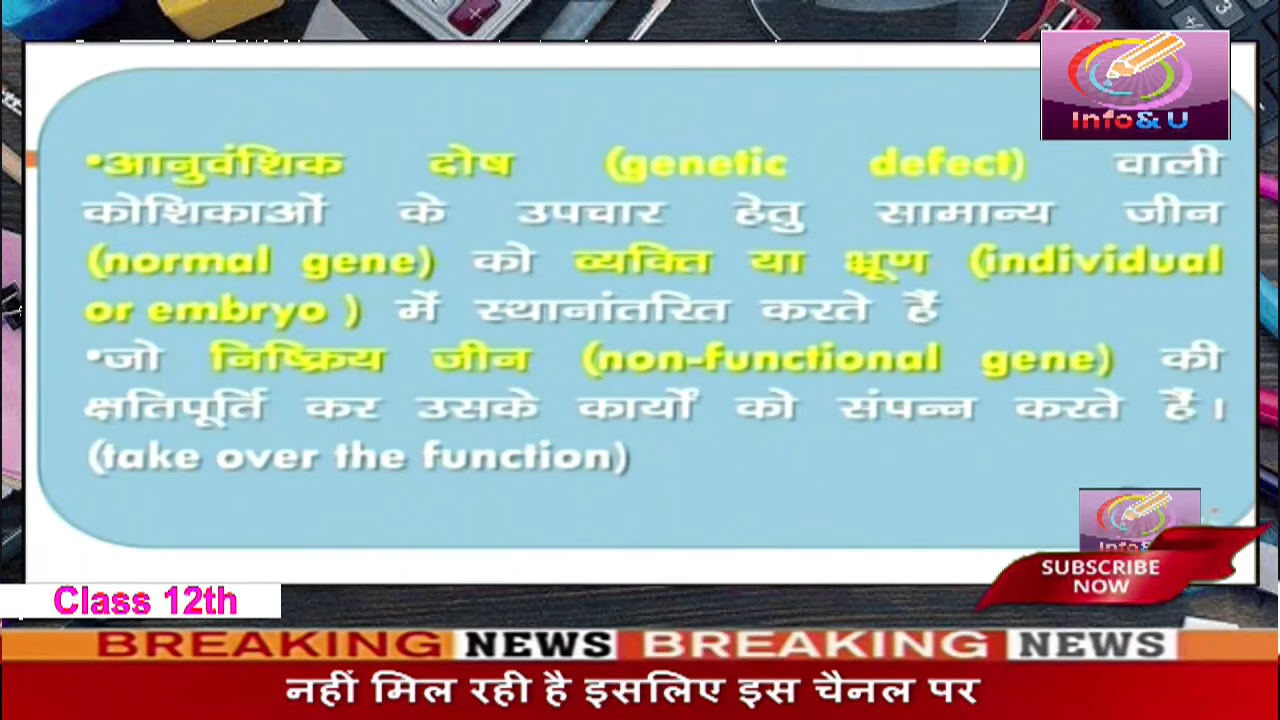 Info& U
•आनुवंशिक दोष (genetic defect) वाली
कोशिकाओं के उपचार हेतु सामान्य जीन
(normal gene) को व्यक्ति या भ्रूण (individual
or embryo ) में स्थानांतरित करते हैं
•जो निष्क्रिय जीन (non-functional gene) की
क्षतिपूर्ति कर उसके कार्यों को संपन्न करते हैं।
(take over the function)
SUBSCRIBE
NOW
Class 12th
BREAKING NEWS BREAKING NEWS
नहीं मिल रही है इसलिए इस चैनल पर